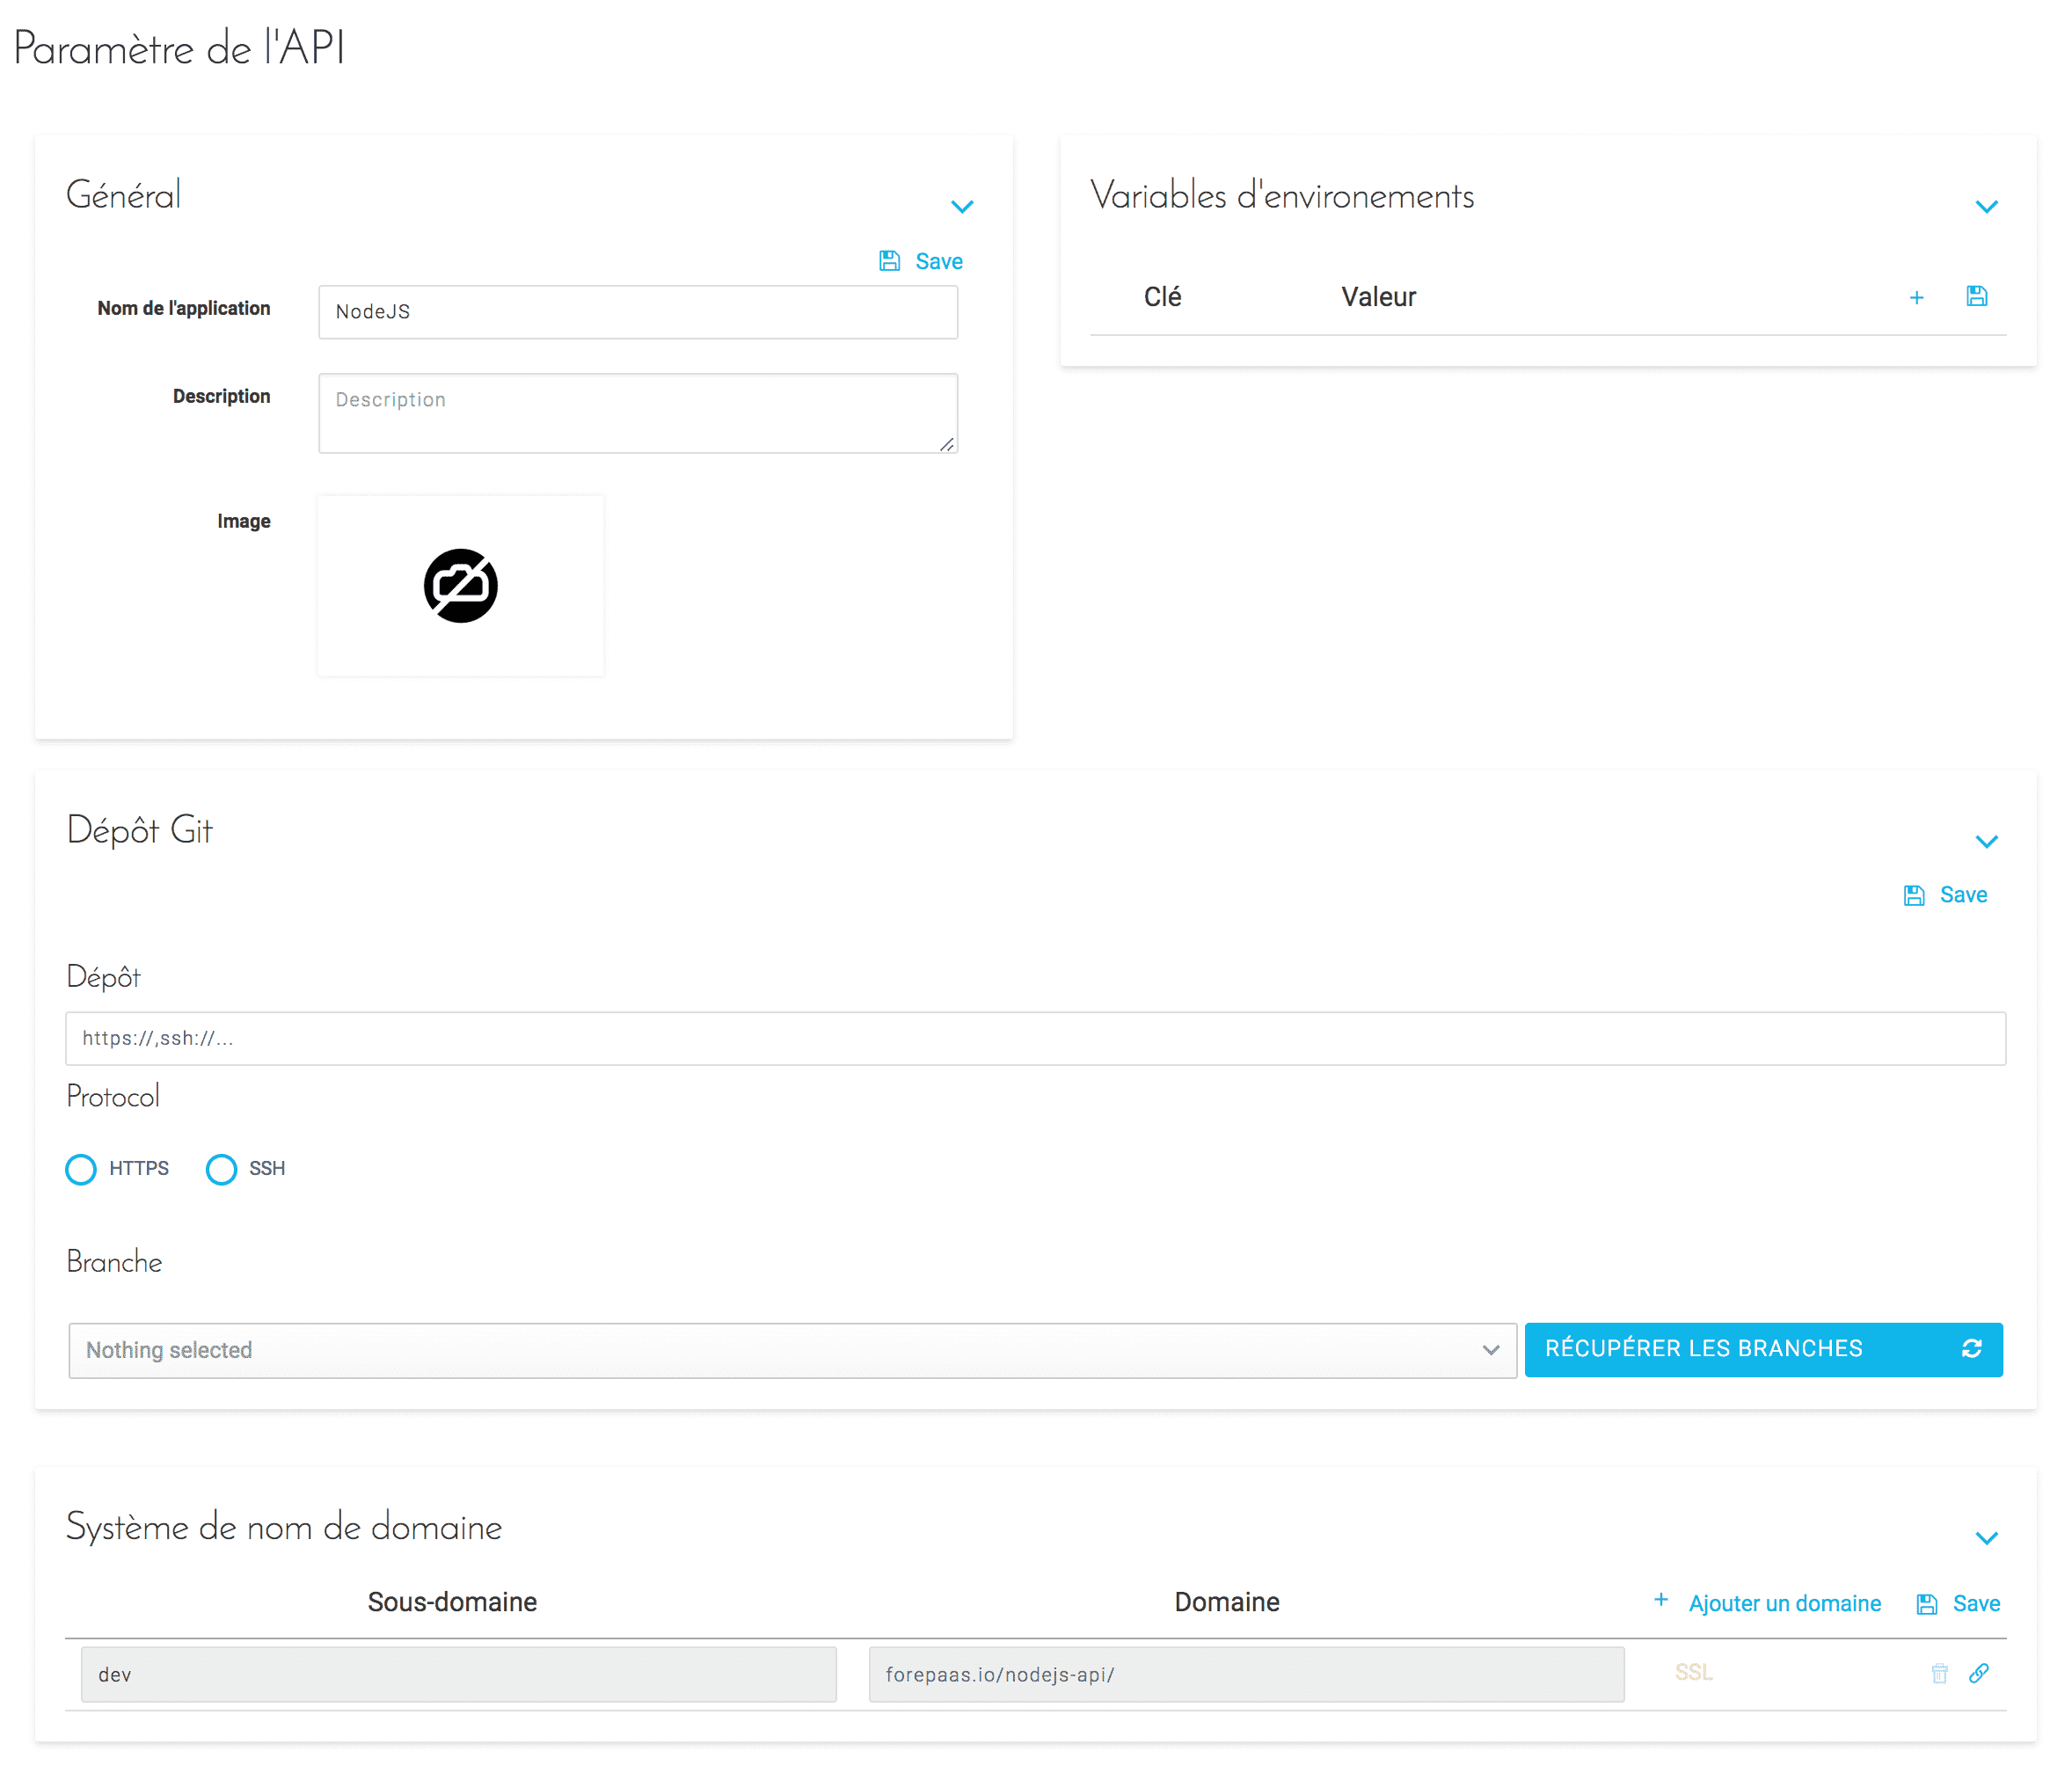 Paramètre de l'API
Général
Save
Nom de l'application
NodeJS
Description
Description
Image
Variables d'environements
Clé Valeur +
Dépôt Git
Save
Dépôt
https://,ssh://...
Protocol
HTTPS SSH
Branche
Nothing selected
RÉCUPÉRER LES BRANCHES
Système de nom de domaine
Sous-domaine Domaine + Ajouter un domaine Save
dev forepaas.io/nodejs-api/ SSL